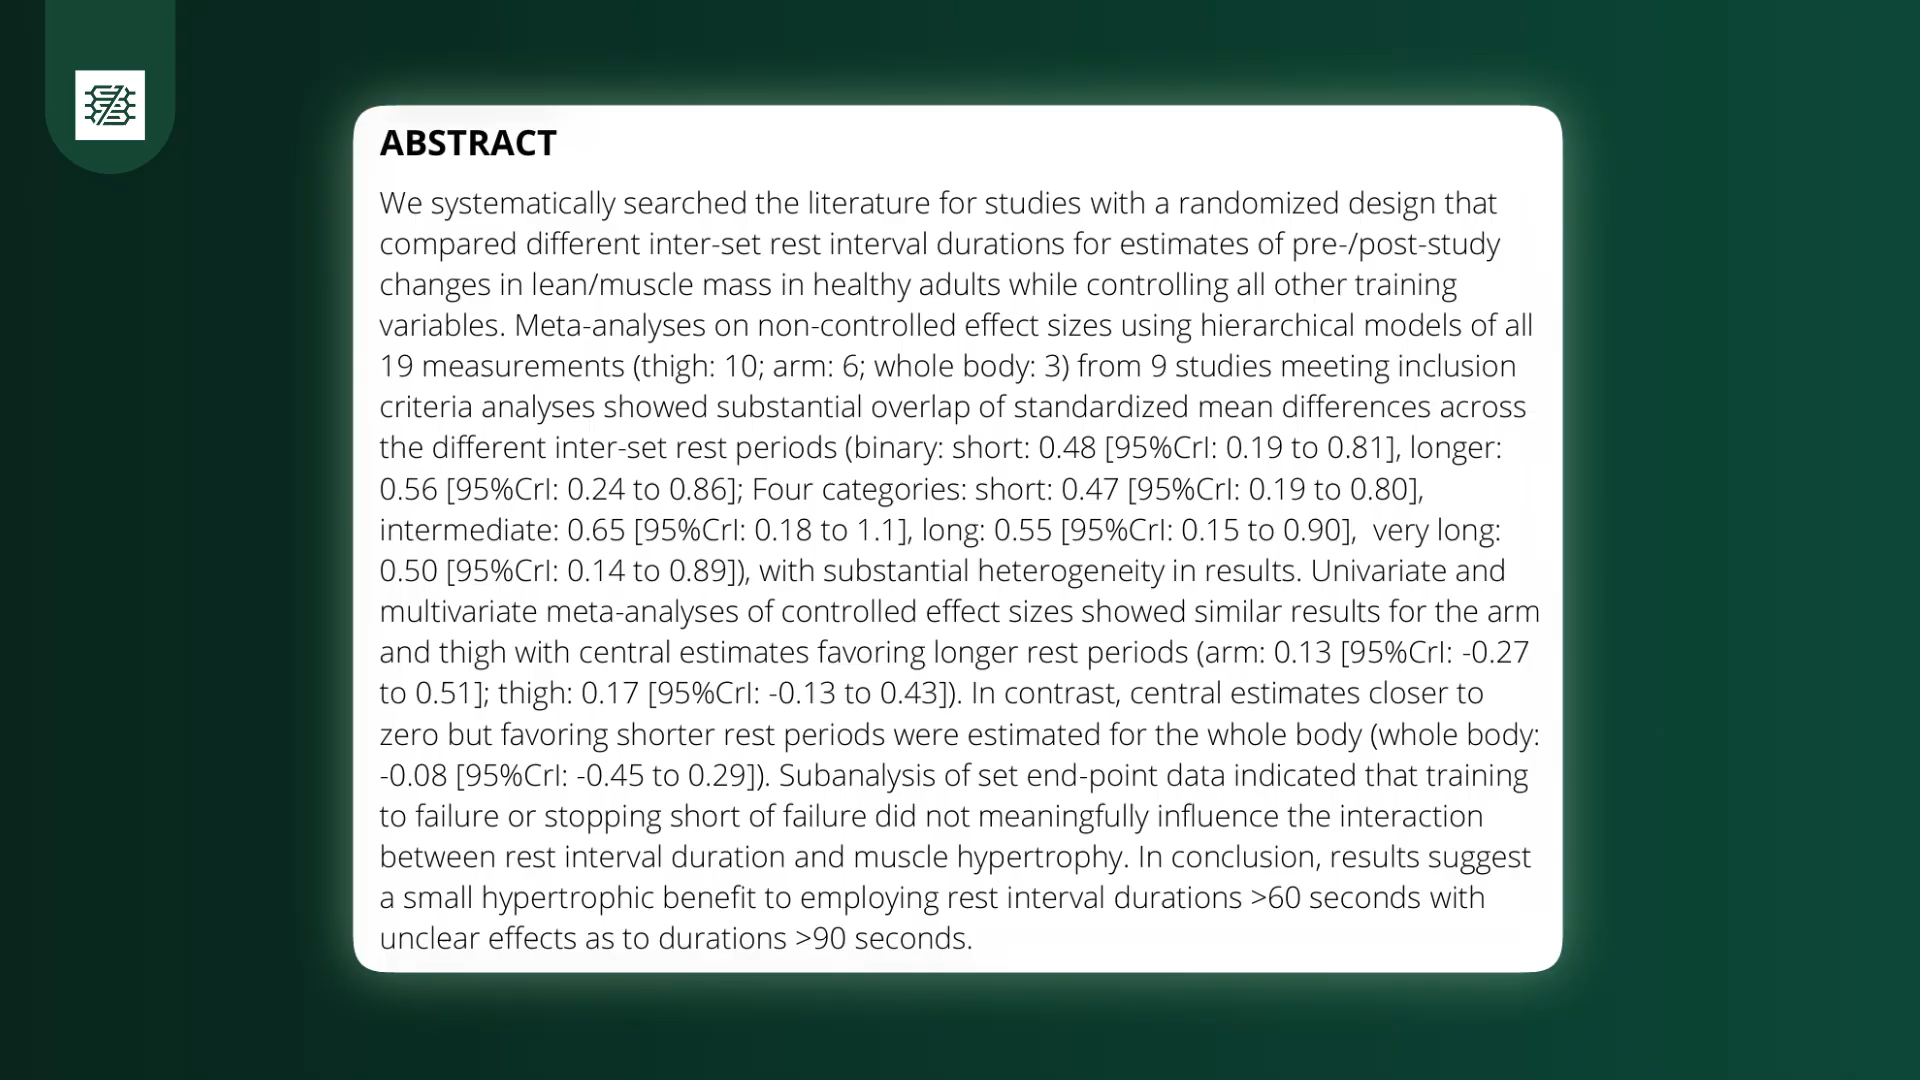 ABSTRACT
We systematically searched the literature for studies with a randomized design that
compared different inter-set rest interval durations for estimates of pre-/post-study
changes in lean/muscle mass in healthy adults while controlling all other training
variables. Meta-analyses on non-controlled effect sizes using hierarchical models of all
19 measurements (thigh: 10; arm: 6; whole body: 3) from 9 studies meeting inclusion
criteria analyses showed substantial overlap of standardized mean differences across
the different inter-set rest periods (binary: short: 0.48 [95%CrI: 0.19 to 0.81], longer:
0.56 [95%CrI: 0.24 to 0.86]; Four categories: short: 0.47 [95%CrI: 0.19 to 0.80],
intermediate: 0.65 [95%CrI: 0.18 to 1.1], long: 0.55 [95%CrI: 0.15 to 0.90], very long:
0.50 [95%CrI: 0.14 to 0.89]), with substantial heterogeneity in results. Univariate and
multivariate meta-analyses of controlled effect sizes showed similar results for the arm
and thigh with central estimates favoring longer rest periods (arm: 0.13 [95%CrI: -0.27
to 0.51]; thigh: 0.17 [95%CrI: -0.13 to 0.43]). In contrast, central estimates closer to
zero but favoring shorter rest periods were estimated for the whole body (whole body:
-0.08 [95%CrI: -0.45 to 0.29]). Subanalysis of set end-point data indicated that training
to failure or stopping short of failure did not meaningfully influence the interaction
between rest interval duration and muscle hypertrophy. In conclusion, results suggest
a small hypertrophic benefit to employing rest interval durations >60 seconds with
unclear effects as to durations >90 seconds.